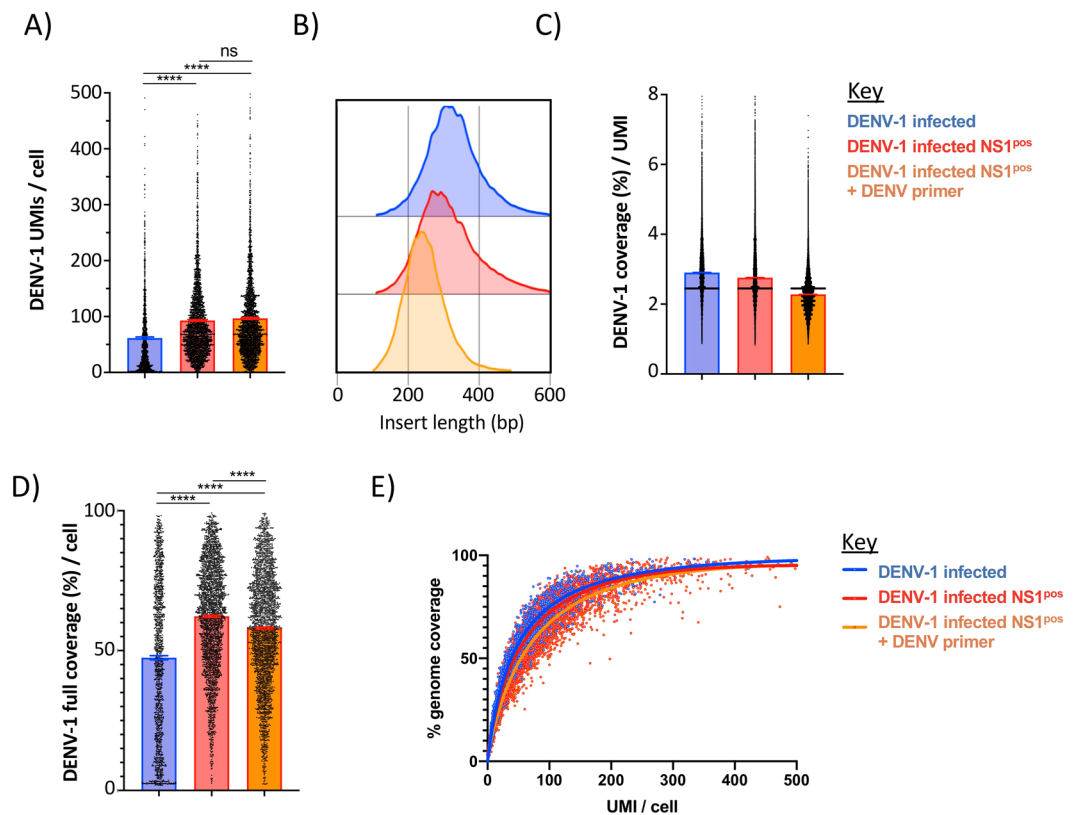 A)
ns
****
****
DENV-1 UMIs / cell
500
400
300
200
100
0
B)
0
200
400
600
Insert length (bp)
C)
DENV-1 coverage (%) / UMI
8
6
4
2
0
Key
DENV-1 infected
DENV-1 infected NS1pos
DENV-1 infected NS1pos
+ DENV primer
D)
****
****
****
DENV-1 full coverage (%) / cell
100
50
0
E)
% genome coverage
100
50
0
0
100
200
300
400
500
UMI / cell
Key
DENV-1 infected
DENV-1 infected NS1pos
DENV-1 infected NS1pos
+ DENV primer